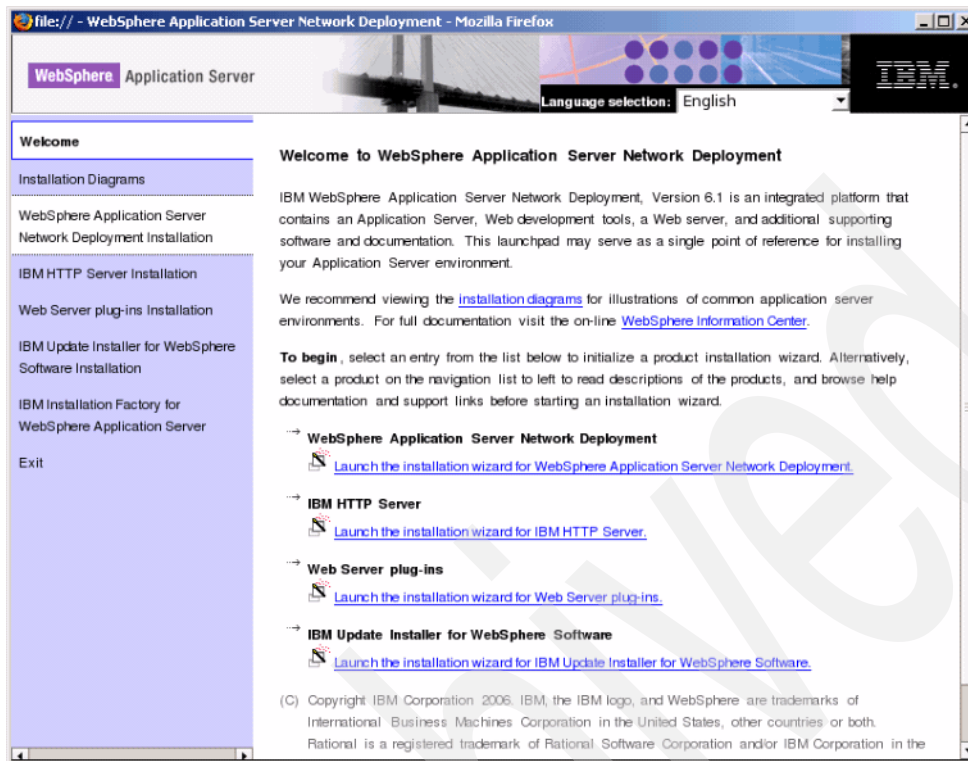 file:// - WebSphere Application Server Network Deployment - Mozilla Firefox
WebSphere Application Server
IBM.
Language selection: English
Welcome
Installation Diagrams
WebSphere Application Server
Network Deployment Installation
IBM HTTP Server Installation
Web Server plug-ins Installation
IBM Update Installer for WebSphere
Software Installation
IBM Installation Factory for
WebSphere Application Server
Exit
Welcome to WebSphere Application Server Network Deployment
IBM WebSphere Application Server Network Deployment, Version 6.1 is an integrated platform that
contains an Application Server, Web development tools, a Web server, and additional supporting
software and documentation. This launchpad may serve as a single point of reference for installing
your Application Server environment.
We recommend viewing the installation diagrams for illustrations of common application server
environments. For full documentation visit the on-line WebSphere Information Center.
To begin, select an entry from the list below to initialize a product installation wizard. Alternatively,
select a product on the navigation list to left to read descriptions of the products, and browse help
documentation and support links before starting an installation wizard.
WebSphere Application Server Network Deployment
Launch the installation wizard for WebSphere Application Server Network Deployment.
IBM HTTP Server
Launch the installation wizard for IBM HTTP Server.
Web Server plug-ins
Launch the installation wizard for Web Server plug-ins.
IBM Update Installer for WebSphere Software
Launch the installation wizard for IBM Update Installer for WebSphere Software.
(C) Copyright IBM Corporation 2006. IBM, the IBM logo, and WebSphere are trademarks of
International Business Machines Corporation in the United States, other countries or both.
Rational is a registered trademark of Rational Software Corporation and/or IBM Corporation in the